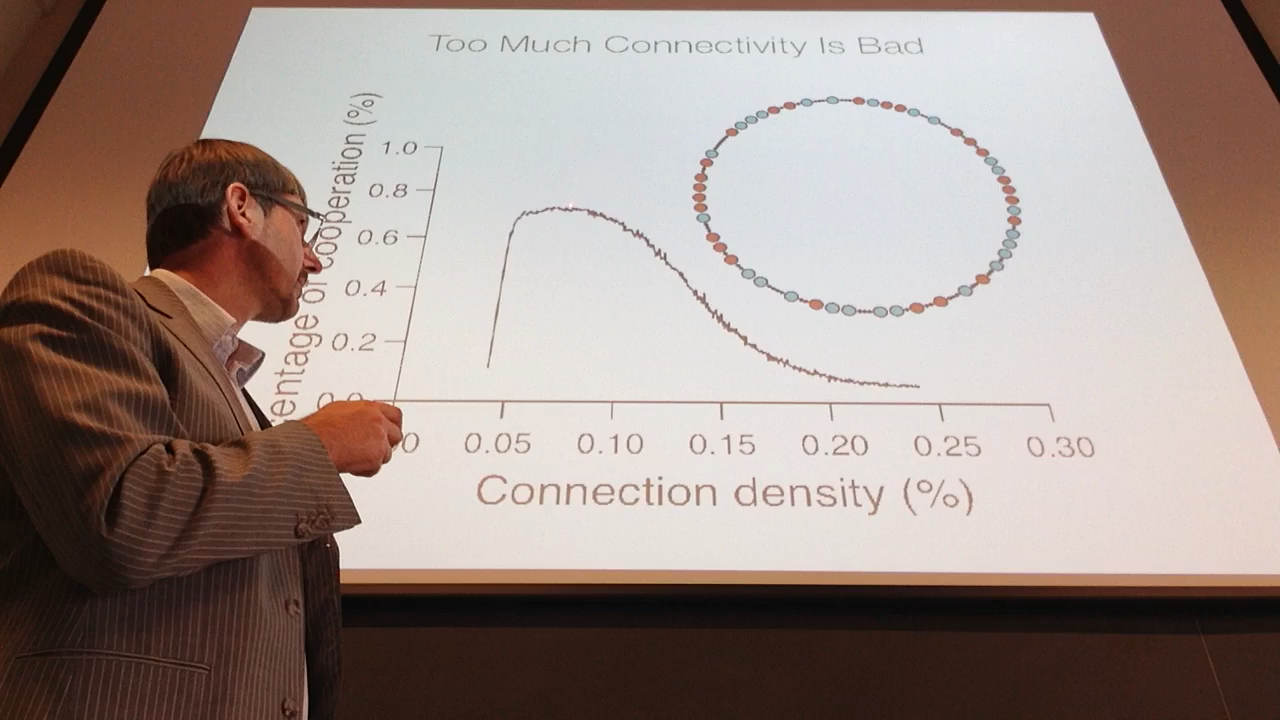 Too Much Connectivity Is Bad
entage of cooperation (%)
1.0
0.8
0.6
0.4
0.2
0.05 0.10 0.15 0.20 0.25 0.30
Connection density (%)